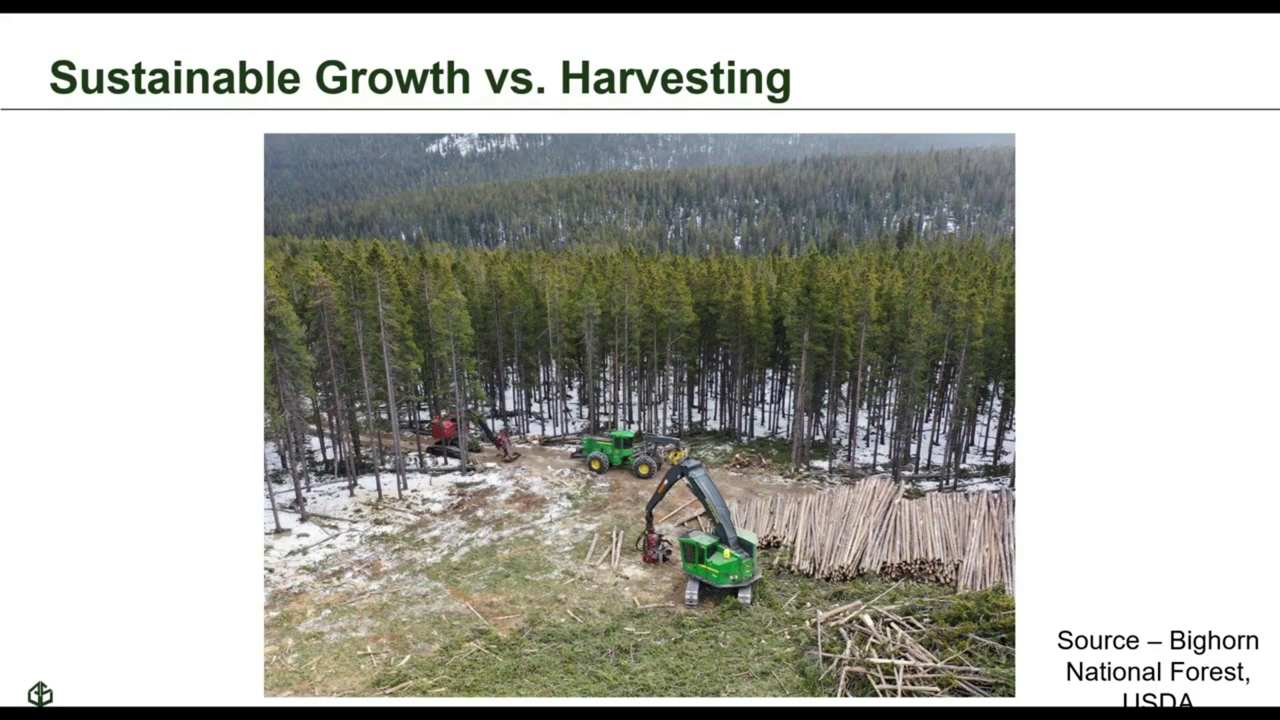 Sustainable Growth vs. Harvesting
Source – Bighorn
National Forest,
USDA